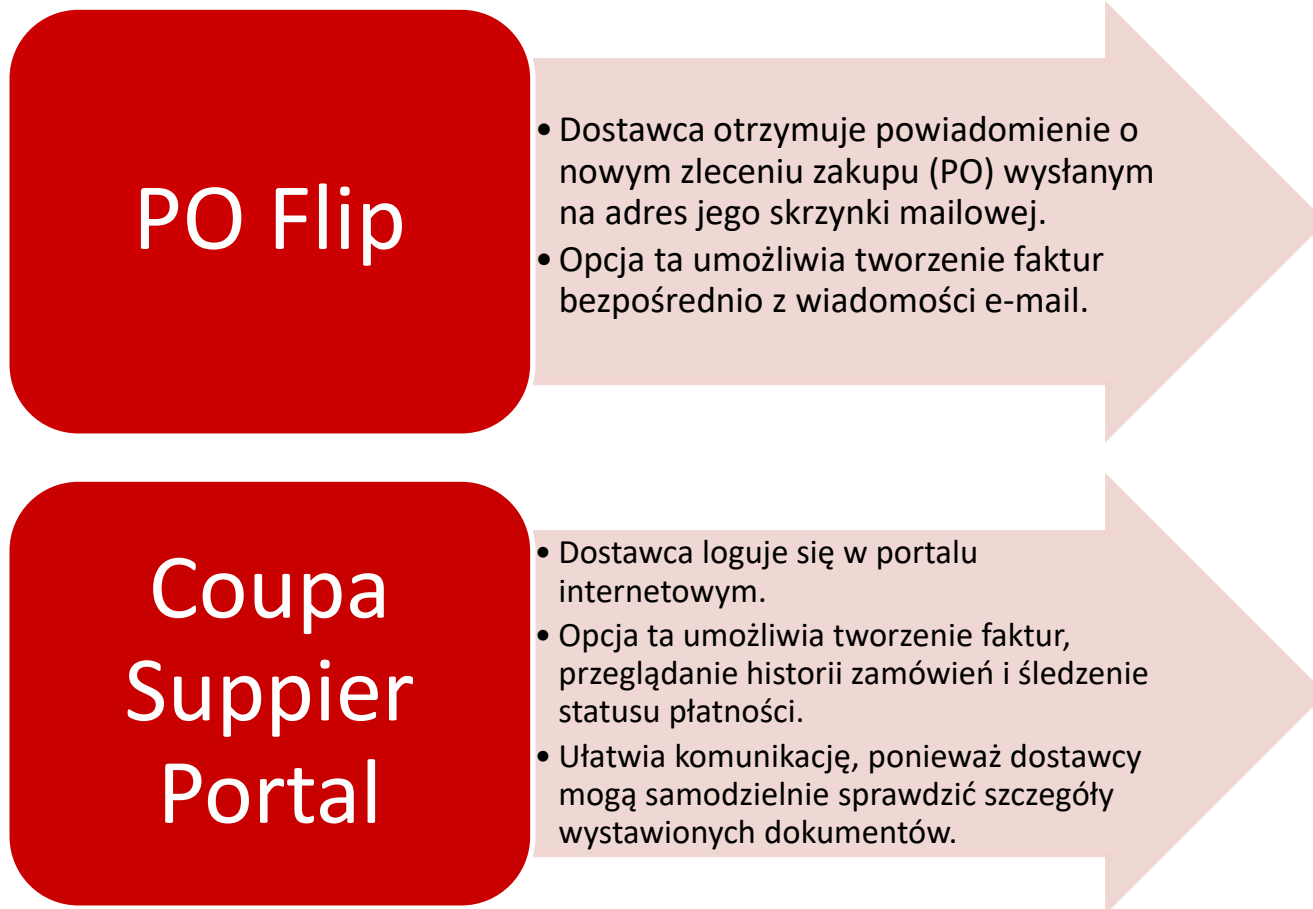 PO Flip
• Dostawca otrzymuje powiadomienie o
nowym zleceniu zakupu (PO) wysłanym
na adres jego skrzynki mailowej.
• Opcja ta umożliwia tworzenie faktur
bezpośrednio z wiadomości e-mail.
Coupa
Suppier
Portal
• Dostawca loguje się w portalu
internetowym.
• Opcja ta umożliwia tworzenie faktur,
przeglądanie historii zamówień i śledzenie
statusu płatności.
• Ułatwia komunikację, ponieważ dostawcy
mogą samodzielnie sprawdzić szczegóły
wystawionych dokumentów.